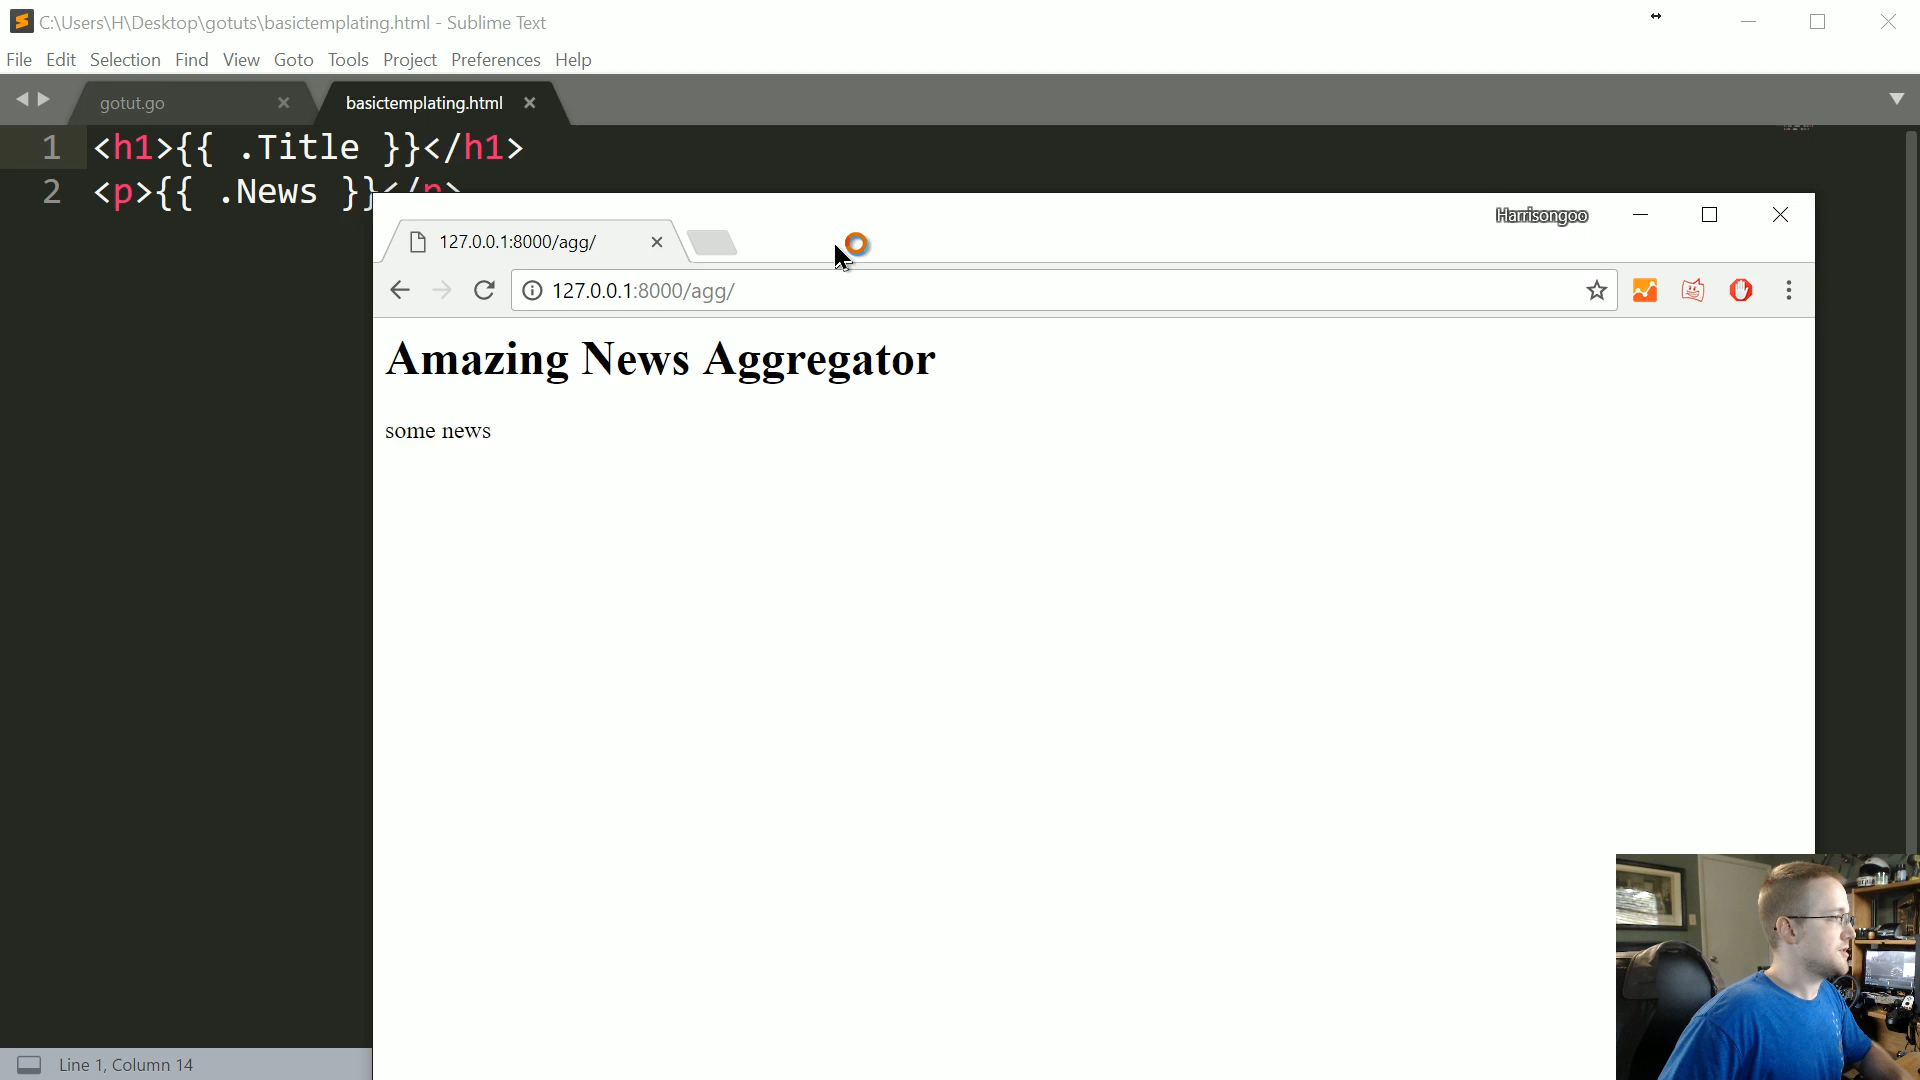 C:\Users\H\Desktop\gotuts\basictemplating.html - Sublime Text
File Edit Selection Find View Goto Tools Project Preferences Help
gotut.go
basictemplating.html
1 <h1>{{ .Title }}</h1>
2 <p>{{ .News }}</p>
Harrisongoo
127.0.0.1:8000/agg/
127.0.0.1:8000/agg/
Amazing News Aggregator
some news
Line 1, Column 14